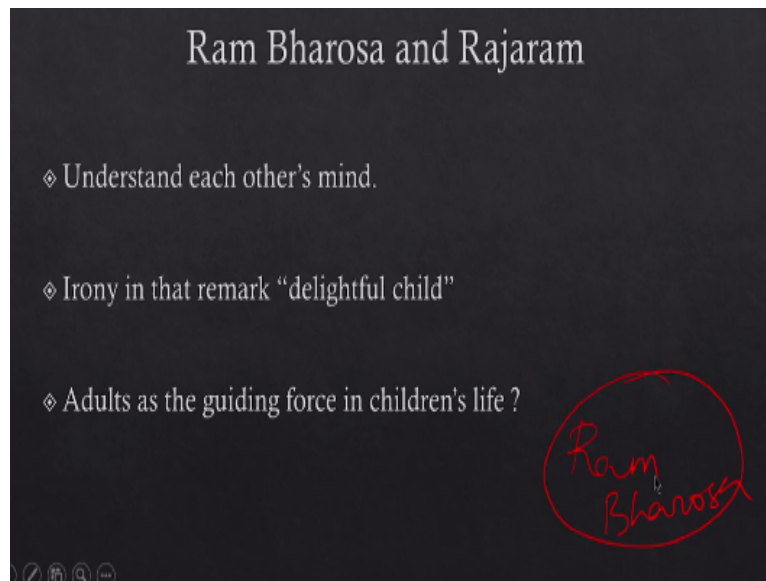 Ram Bharosa and Rajaram
Understand each other's mind.
Irony in that remark “delightful child”
Adults as the guiding force in children's life ?
Ram
Bharosa